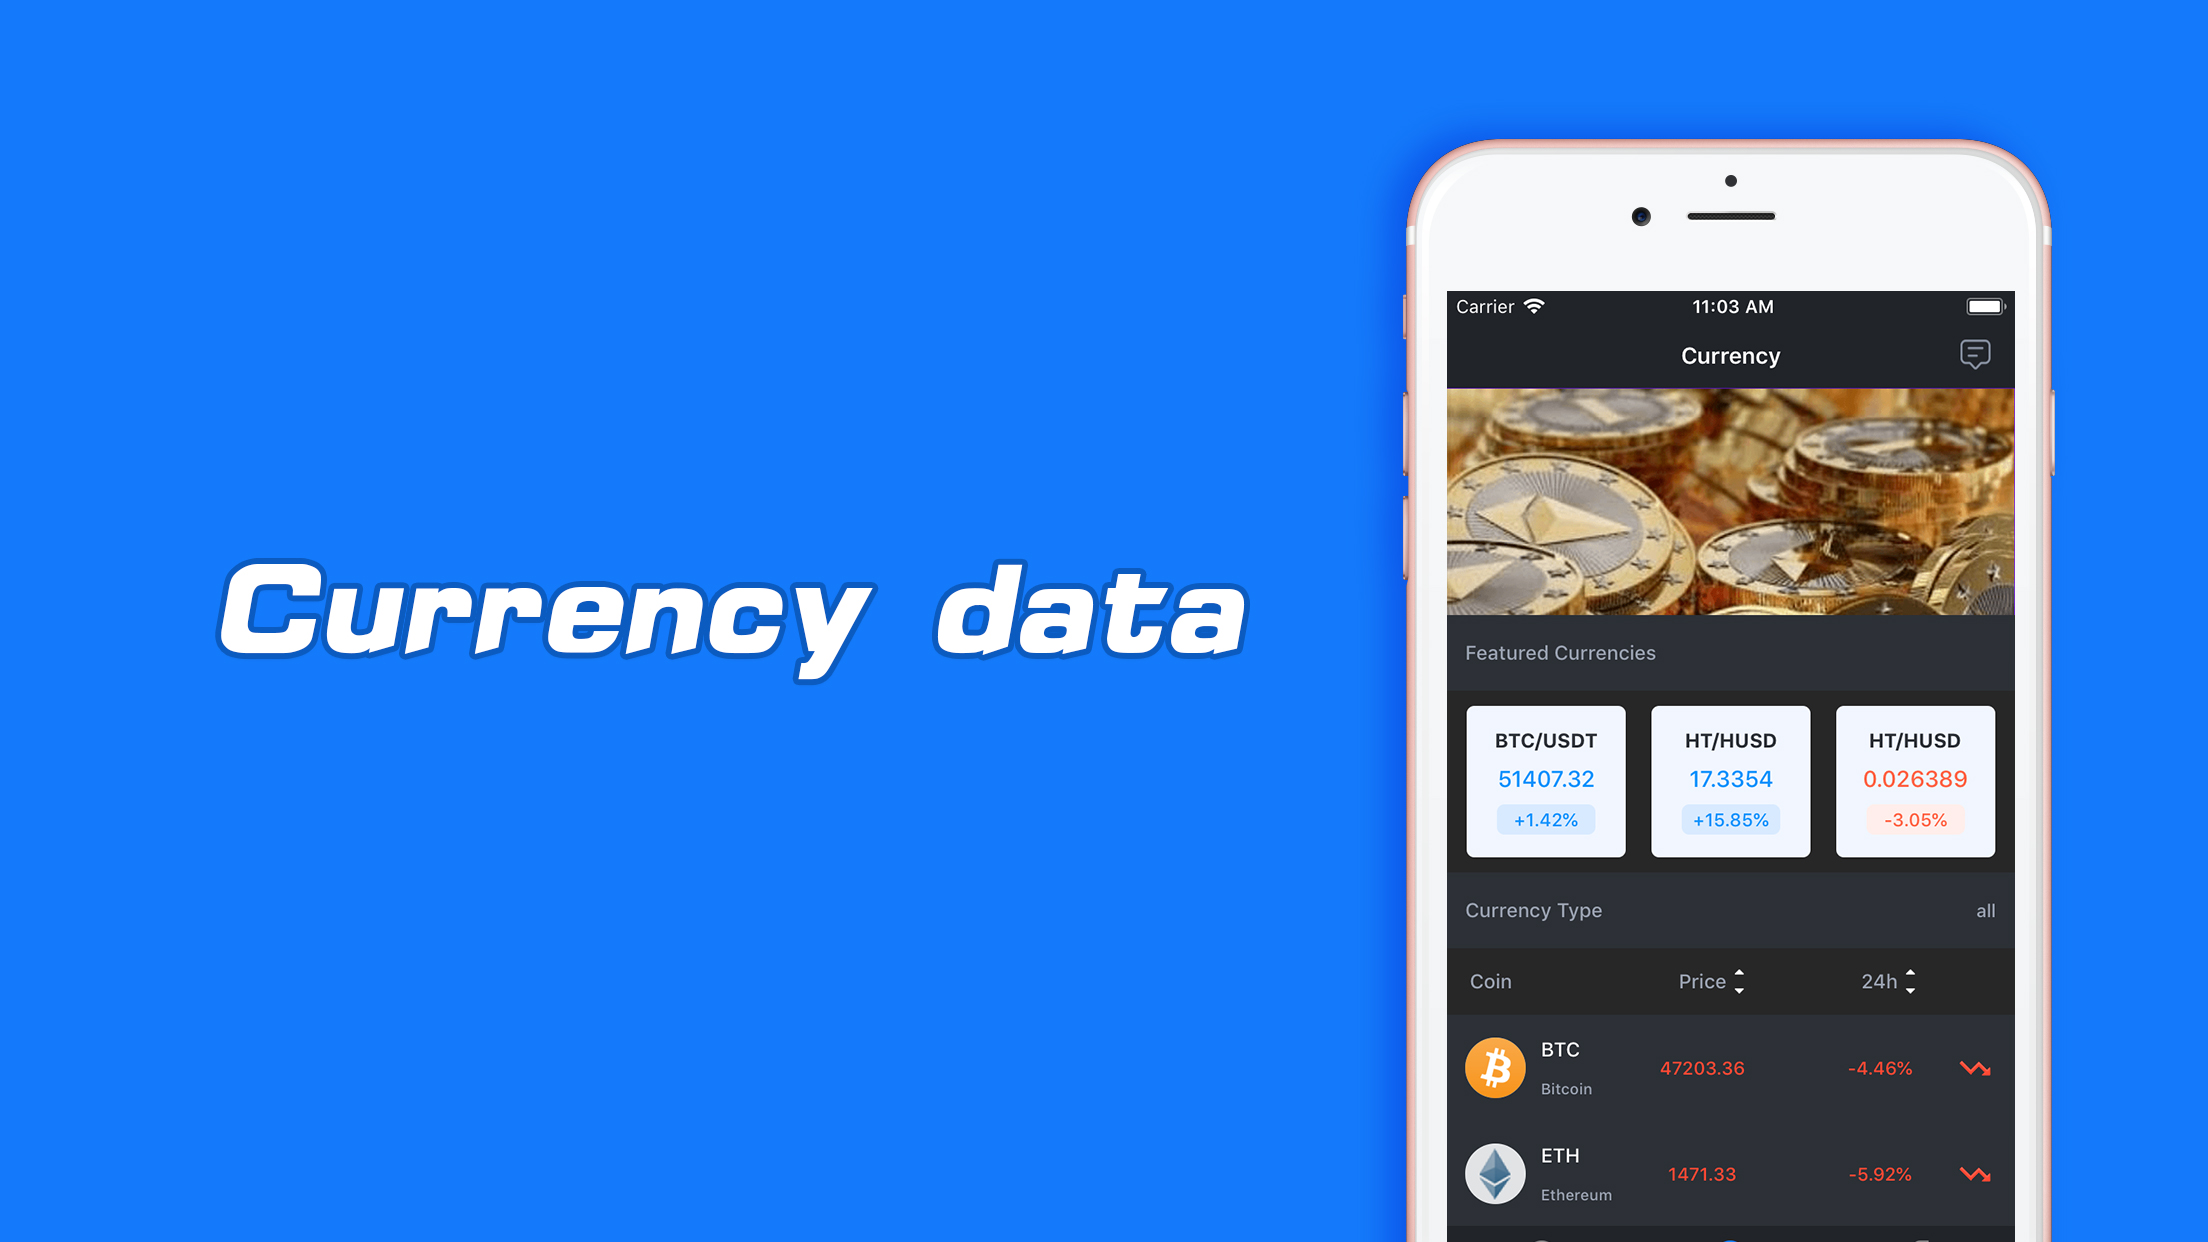 Currency data
Carrier 11:03 AM
Currency
Featured Currencies
BTC/USDT HT/HUSD HT/HUSD
51407.32 17.3354 0.026389
+1.42% +15.85% -3.05%
Currency Type all
Coin Price 24h
BTC
Bitcoin 47203.36 -4.46%
ETH
Ethereum 1471.33 -5.92%